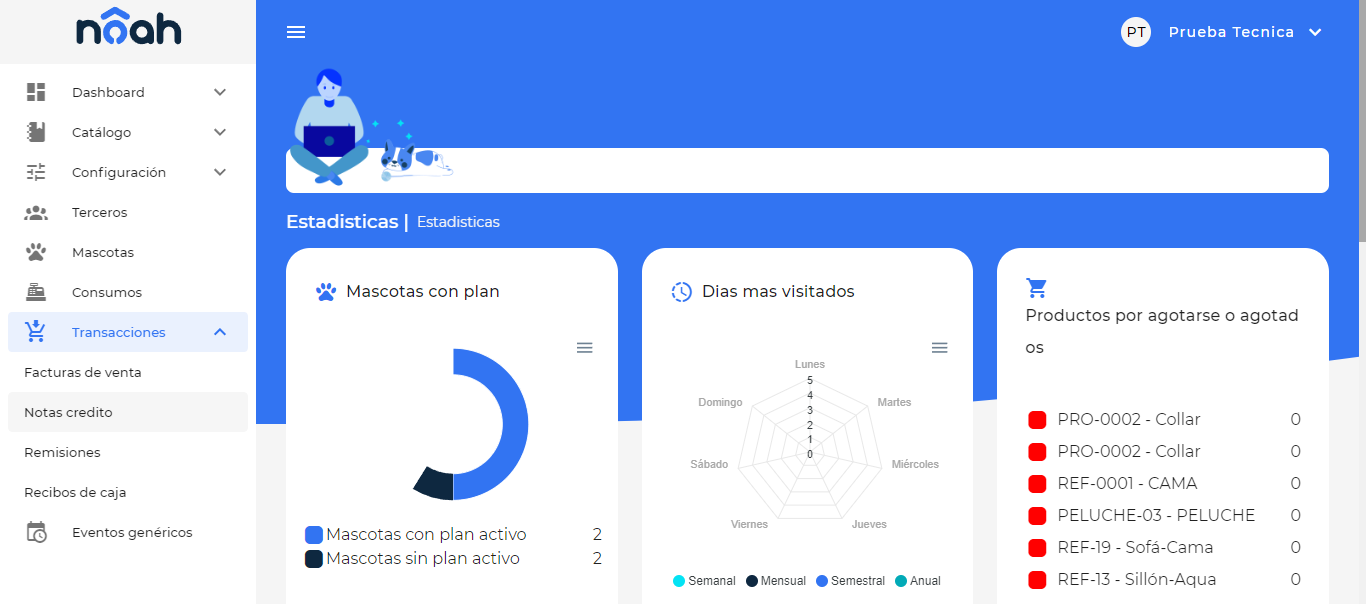 nôah
PT
Prueba Tecnica
Dashboard
Catálogo
Configuración
Terceros
Mascotas
Consumos
Transacciones
Facturas de venta
Notas credito
Remisiones
Recibos de caja
Eventos genéricos
Estadisticas | Estadisticas
Mascotas con plan
Mascotas con plan activo 2
Mascotas sin plan activo 2
Dias mas visitados
Lunes
5
4
3
2
1
0
Domingo
Martes
Sábado
Miércoles
Viernes
Jueves
Semanal Mensual Semestral Anual
Productos por agotarse o agotad
os
PRO-0002 - Collar 0
PRO-0002 - Collar 0
REF-0001 - CAMA 0
PELUCHE-03 - PELUCHE 0
REF-19 - Sofá-Cama 0
REF-13 - Sillón-Aqua 0